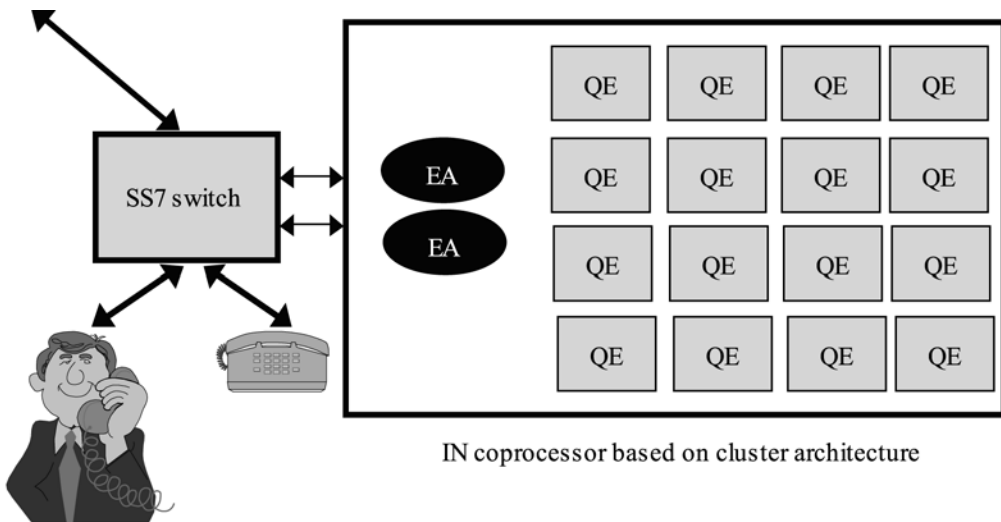 QE QE QE QE
SS7 switch
EA
QE QE QE QE
EA
QE QE QE QE
QE QE QE QE
IN coprocessor based on cluster architecture